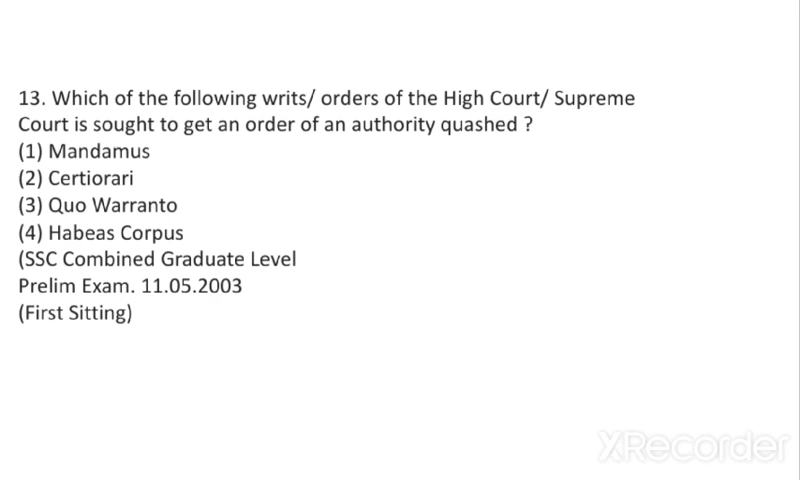 13. Which of the following writs/ orders of the High Court/ Supreme
Court is sought to get an order of an authority quashed ?
(1) Mandamus
(2) Certiorari
(3) Quo Warranto
(4) Habeas Corpus
(SSC Combined Graduate Level
Prelim Exam. 11.05.2003
(First Sitting)
XRecorder